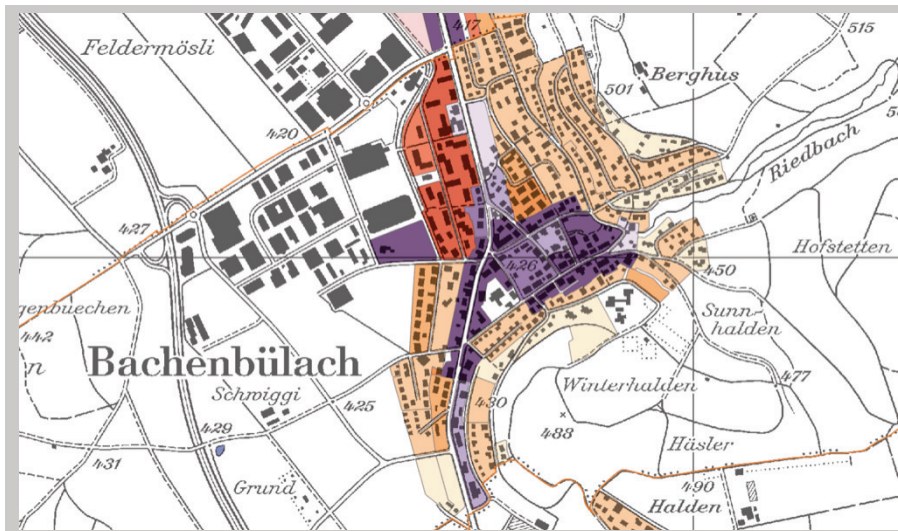 417
515
Feldermösli
Berghus
501
420
Riedbach
427
426
Hofstetten
450
genbuechen
442
Sunn-
halden
Bachenbülach
Winterhalden
477
Schwiggi
425
430
429
488
Häsler
431
490
Grund
Halden